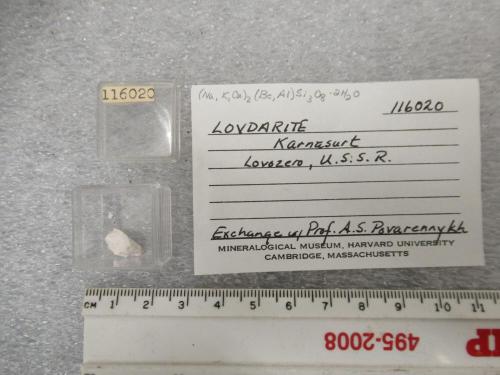 116020
(Na, K, Ca)2 (Be, Al) Si3 O8 · 2H2O
116020
LOVDARITE
Karnasurt
Lovozero, U.S.S.R.
Exchange w/ Prof. A.S. Povarennykh
MINERALOGICAL MUSEUM, HARVARD UNIVERSITY
CAMBRIDGE, MASSACHUSETTS
CM 1 2 3 4 5 6 7 8 9 10 11
495-2008